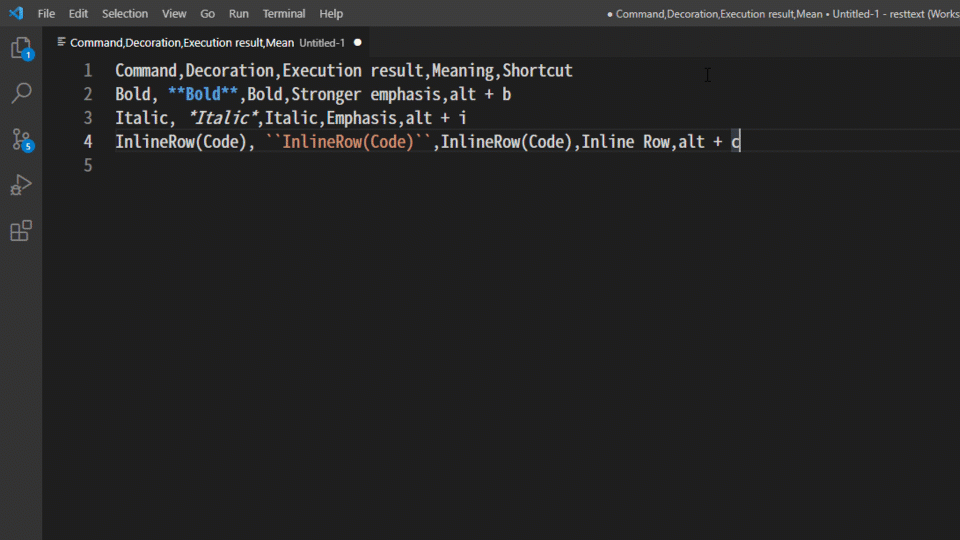 File Edit Selection View Go Run Terminal Help ● Command,Decoration,Execution result,Mean • Untitled-1 - resttext (Works
Command,Decoration,Execution result,Mean Untitled-1 ●
1 Command,Decoration,Execution result,Meaning,Shortcut
2 Bold, **Bold**,Bold,Stronger emphasis,alt + b
3 Italic, *Italic*,Italic,Emphasis,alt + i
4 InlineRow(Code), ``InlineRow(Code)``,InlineRow(Code),Inline Row,alt + c
5
1
5